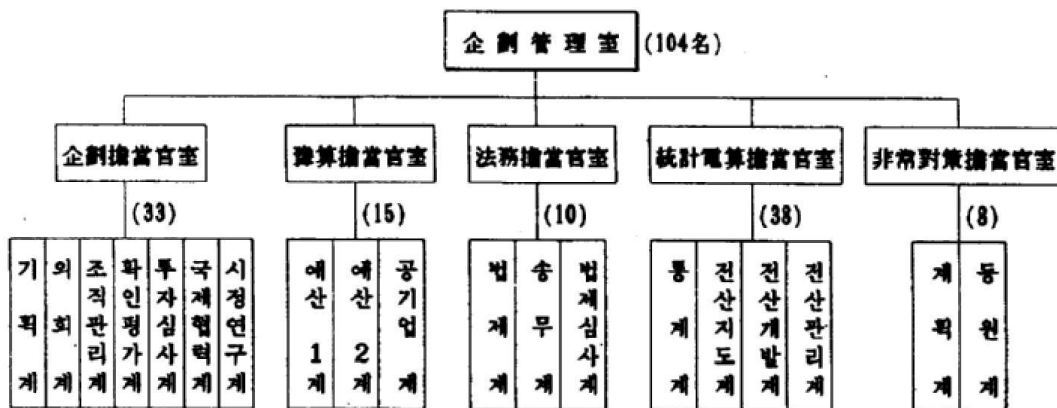 企劃管理室 (104名)
企劃擔當官室
豫算擔當官室
法務擔當官室
統計電算擔當官室
非常對策擔當官室
(33)
(15)
(10)
(38)
(8)
기획계
의회계
조직관리계
확인평가계
투자심사계
국제협력계
시정연구계
예산1계
예산2계
공기업계
법제계
송무계
법제심사계
통계계
전산지도계
전산개발계
전산관리계
계획계
동원계